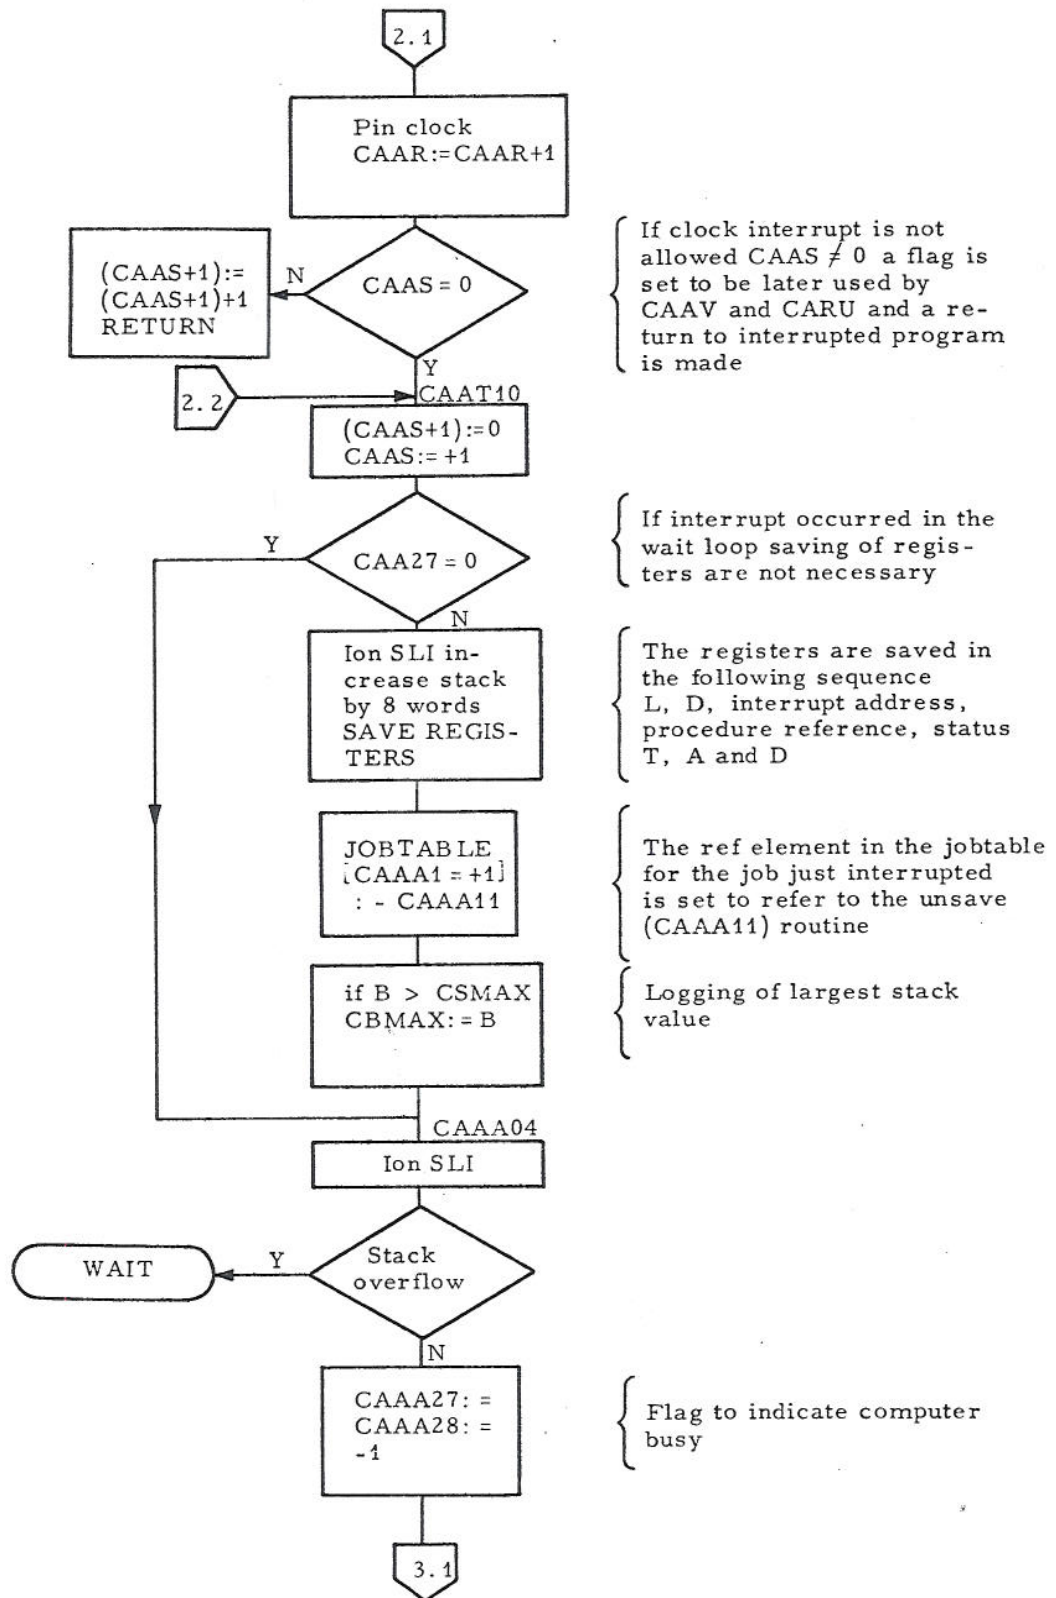 2.1
Pin clock
CAAR:=CAAR+1
CAAS = 0
N
(CAAS+1):=
(CAAS+1)+1
RETURN
If clock interrupt is not
allowed CAAS ≠ 0 a flag is
set to be later used by
CAAV and CARU and a re-
turn to interrupted program
is made
Y
2.2
CAAT10
(CAAS+1):=0
CAAS:= +1
Y
CAA27 = 0
If interrupt occurred in the
wait loop saving of regis-
ters are not necessary
N
Ion SLI in-
crease stack
by 8 words
SAVE REGIS-
TERS
The registers are saved in
the following sequence
L, D, interrupt address,
procedure reference, status
T, A and D
JOBTABLE
[CAAA1 = +1]
: - CAAA11
The ref element in the jobtable
for the job just interrupted
is set to refer to the unsave
(CAAA11) routine
if B > CSMAX
CBMAX: = B
Logging of largest stack
value
CAAA04
Ion SLI
Stack
overflow
Y
WAIT
N
CAAA27: =
CAAA28: =
-1
Flag to indicate computer
busy
3.1